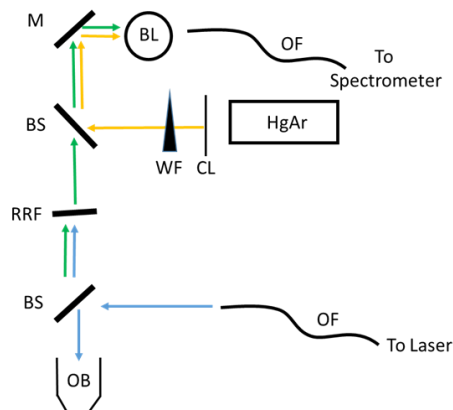 M
BL
OF
To
Spectrometer
BS
HgAr
WF
CL
RRF
BS
OF
To Laser
OB